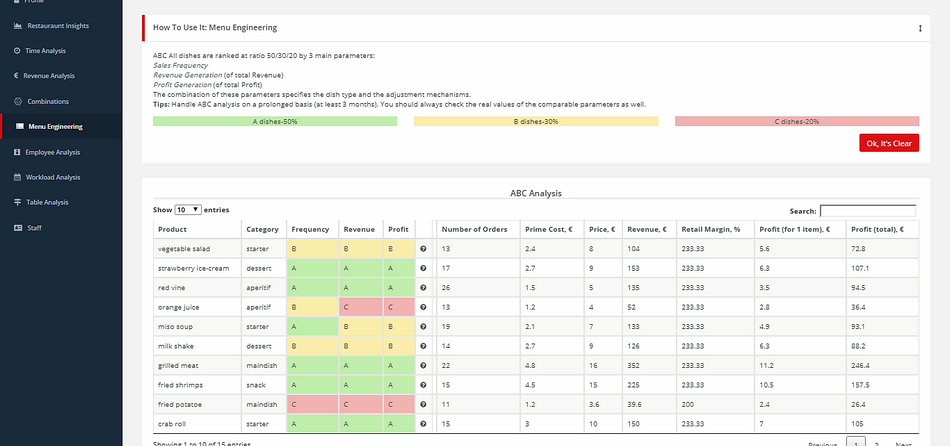 Profile
Restauraunt Insights
Time Analysis
€ Revenue Analysis
Combinations
Menu Engineering
Employee Analysis
Workload Analysis
Table Analysis
Staff
How To Use It: Menu Engineering
ABC All dishes are ranked at ratio 50/30/20 by 3 main parameters:
Sales Frequency
Revenue Generation (of total Revenue)
Profit Generation (of total Profit)
The combination of these parameters specifies the dish type and the adjustment mechanisms.
Tips: Handle ABC analysis on a prolonged basis (at least 3 months). You should always check the real values of the comparable parameters as well.
A dishes-50% B dishes-30% C dishes-20%
Ok, It's Clear
ABC Analysis
Show 10 entries Search:
Product Category Frequency Revenue Profit Number of Orders Prime Cost, € Price, € Revenue, € Retail Margin, % Profit (for 1 item), € Profit (total), €
vegetable salad starter B B B 13 2.4 8 104 233.33 5.6 72.8
strawberry ice-cream dessert A A A 17 2.7 9 153 233.33 6.3 107.1
red vine aperitif A A A 26 1.5 5 135 233.33 3.5 94.5
orange juice aperitif B C C 13 1.2 4 52 233.33 2.8 36.4
miso soup starter A B B 19 2.1 7 133 233.33 4.9 93.1
milk shake dessert B B B 14 2.7 9 126 233.33 6.3 88.2
grilled meat maindish A A A 22 4.8 16 352 233.33 11.2 246.4
fried shrimps snack A A A 15 4.5 15 225 233.33 10.5 157.5
fried potatoe maindish C C C 11 1.2 3.6 39.6 200 2.4 26.4
crab roll starter A A A 15 3 10 150 233.33 7 105
Showing 1 to 10 of 15 entries Previous 1 2 Next